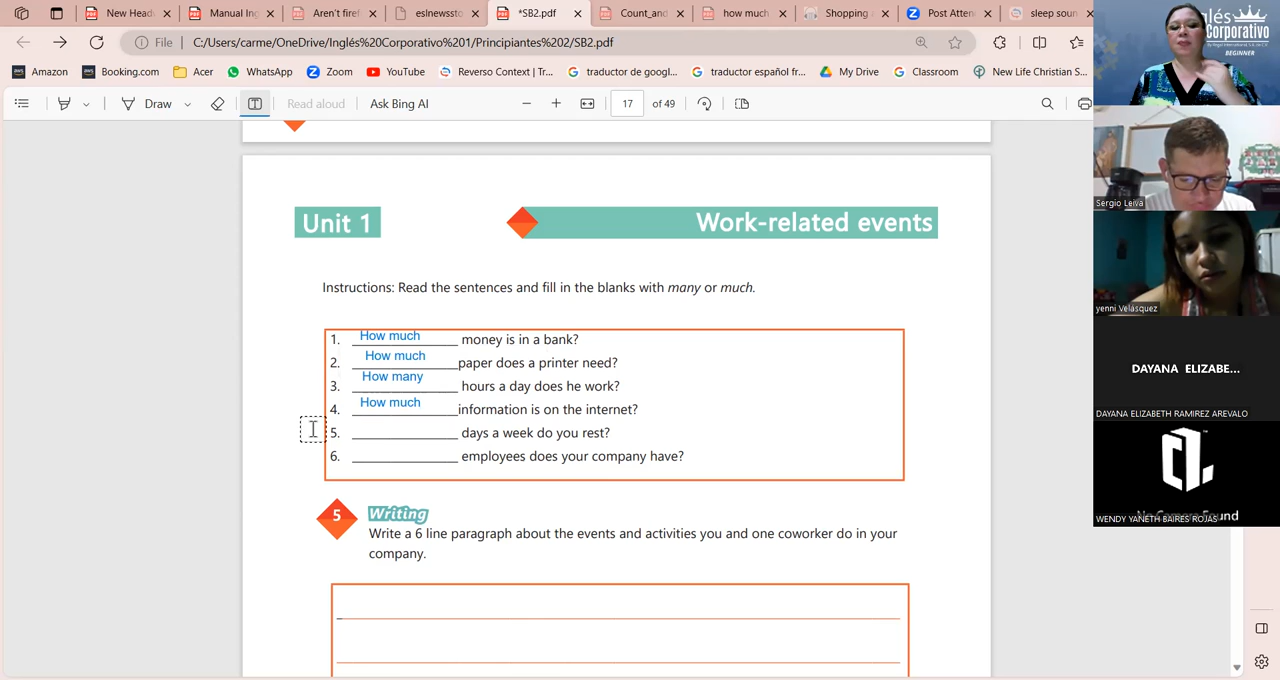 New Head
Manual Ing
Aren't firef
eslnewssto
*SB2.pdf
Count_and
how much
Shopping
Post Atten
sleep soun
File C:/Users/carme/OneDrive/Inglés%20Corporativo%201/Principiantes%202/SB2.pdf
Amazon Booking.com Acer WhatsApp Zoom YouTube Reverso Context | Tr... traductor de googl... traductor español fr... My Drive Classroom New Life Christian S...
Draw Read aloud Ask Bing AI 17 of 49
Unit 1 Work-related events
Instructions: Read the sentences and fill in the blanks with many or much.
1. How much money is in a bank?
2. How much paper does a printer need?
3. How many hours a day does he work?
4. How much information is on the internet?
5. ______________ days a week do you rest?
6. ______________ employees does your company have?
5 Writing
Write a 6 line paragraph about the events and activities you and one coworker do in your
company.
Inglés
Corporativo
BEGINNER
Sergio Leiva
yenni Velásquez
DAYANA ELIZABE...
DAYANA ELIZABETH RAMIREZ AREVALO
No Camera Found
WENDY YANETH BAIRES ROJAS